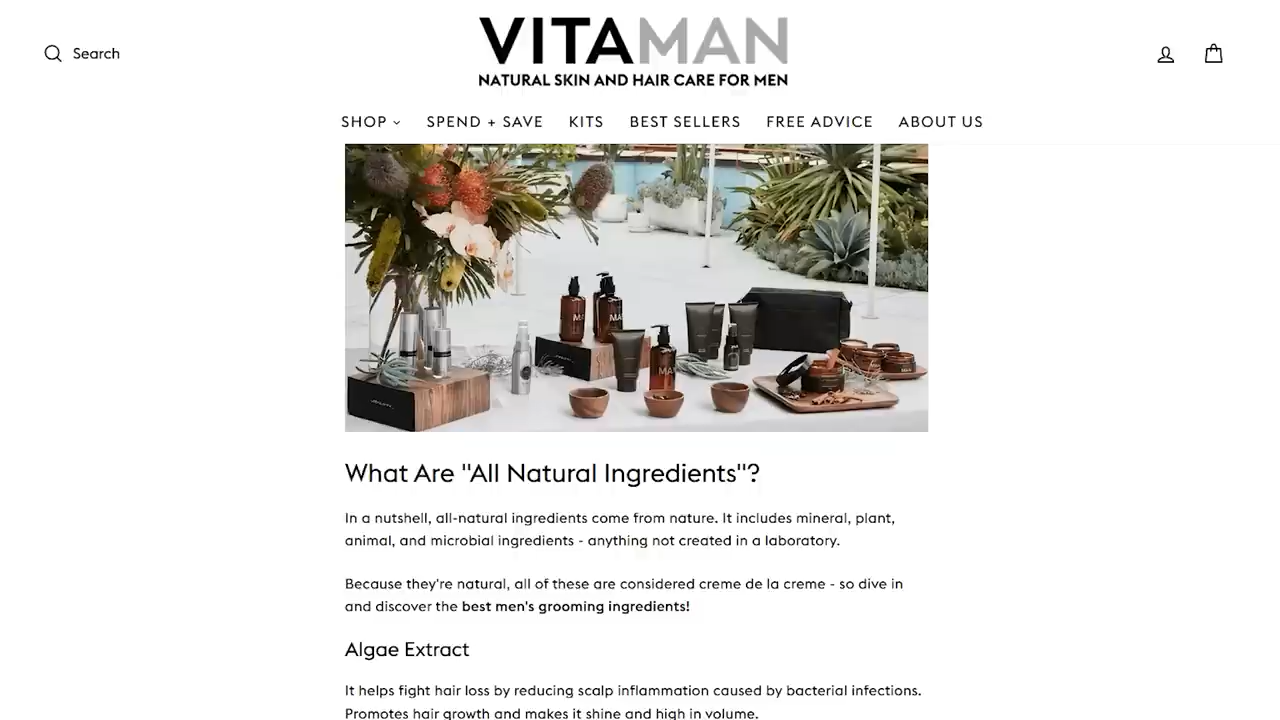 Search
VITAMAN
NATURAL SKIN AND HAIR CARE FOR MEN
SHOP SPEND + SAVE KITS BEST SELLERS FREE ADVICE ABOUT US
What Are "All Natural Ingredients"?
In a nutshell, all-natural ingredients come from nature. It includes mineral, plant,
animal, and microbial ingredients - anything not created in a laboratory.
Because they're natural, all of these are considered creme de la creme - so dive in
and discover the best men's grooming ingredients!
Algae Extract
It helps fight hair loss by reducing scalp inflammation caused by bacterial infections.
Promotes hair growth and makes it shine and high in volume.